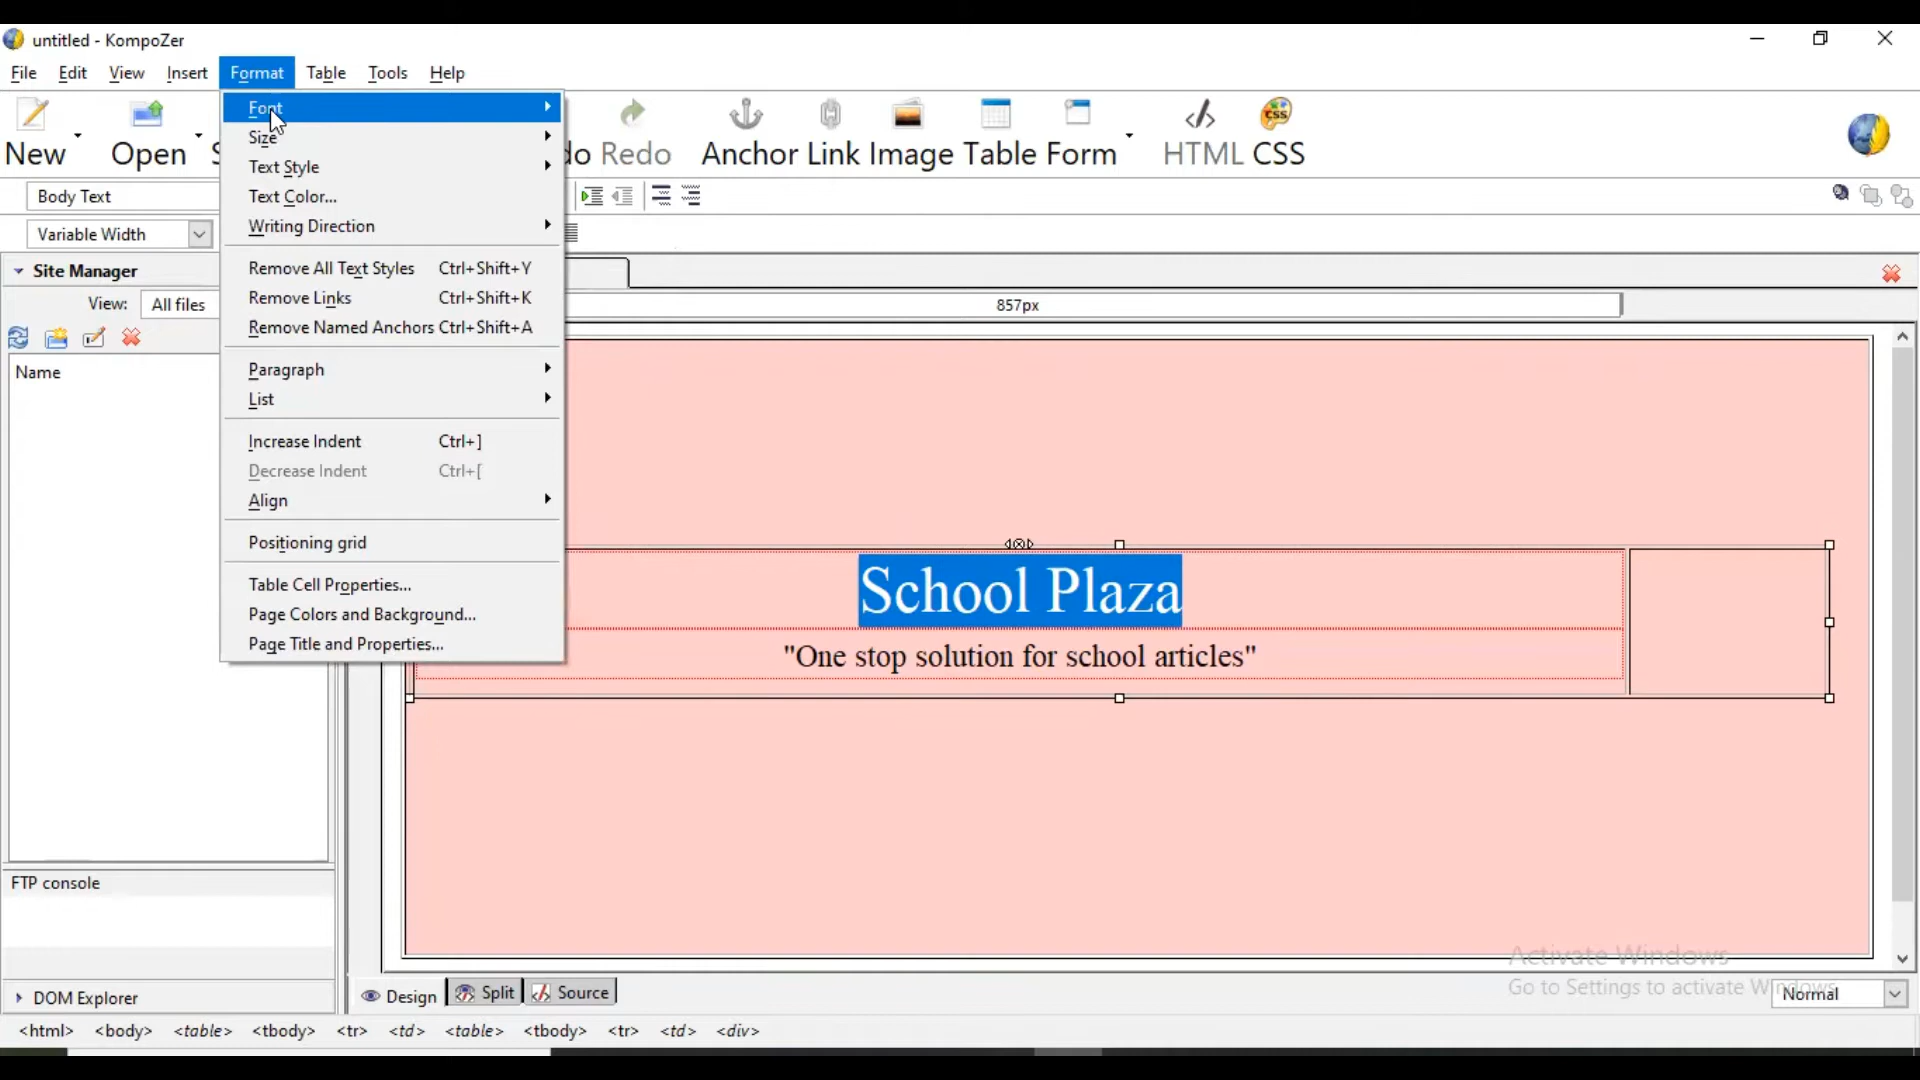 untitled - KompoZer
File Edit View Insert Format Table Tools Help
New Open Redo Anchor Link Image Table Form HTML CSS
Body Text
Variable Width
Font
Size
Text Style
Text Color...
Writing Direction
Remove All Text Styles Ctrl+Shift+Y
Remove Links Ctrl+Shift+K
Remove Named Anchors Ctrl+Shift+A
Paragraph
List
Increase Indent Ctrl+]
Decrease Indent Ctrl+[
Align
Positioning grid
Table Cell Properties...
Page Colors and Background...
Page Title and Properties...
Site Manager
View: All files
Name
857px
School Plaza
"One stop solution for school articles"
FTP console
DOM Explorer
Design Split Source
Activate Windows
Go to Settings to activate Windows.
Normal
<html> <body> <table> <tbody> <tr> <td> <table> <tbody> <tr> <td> <div>